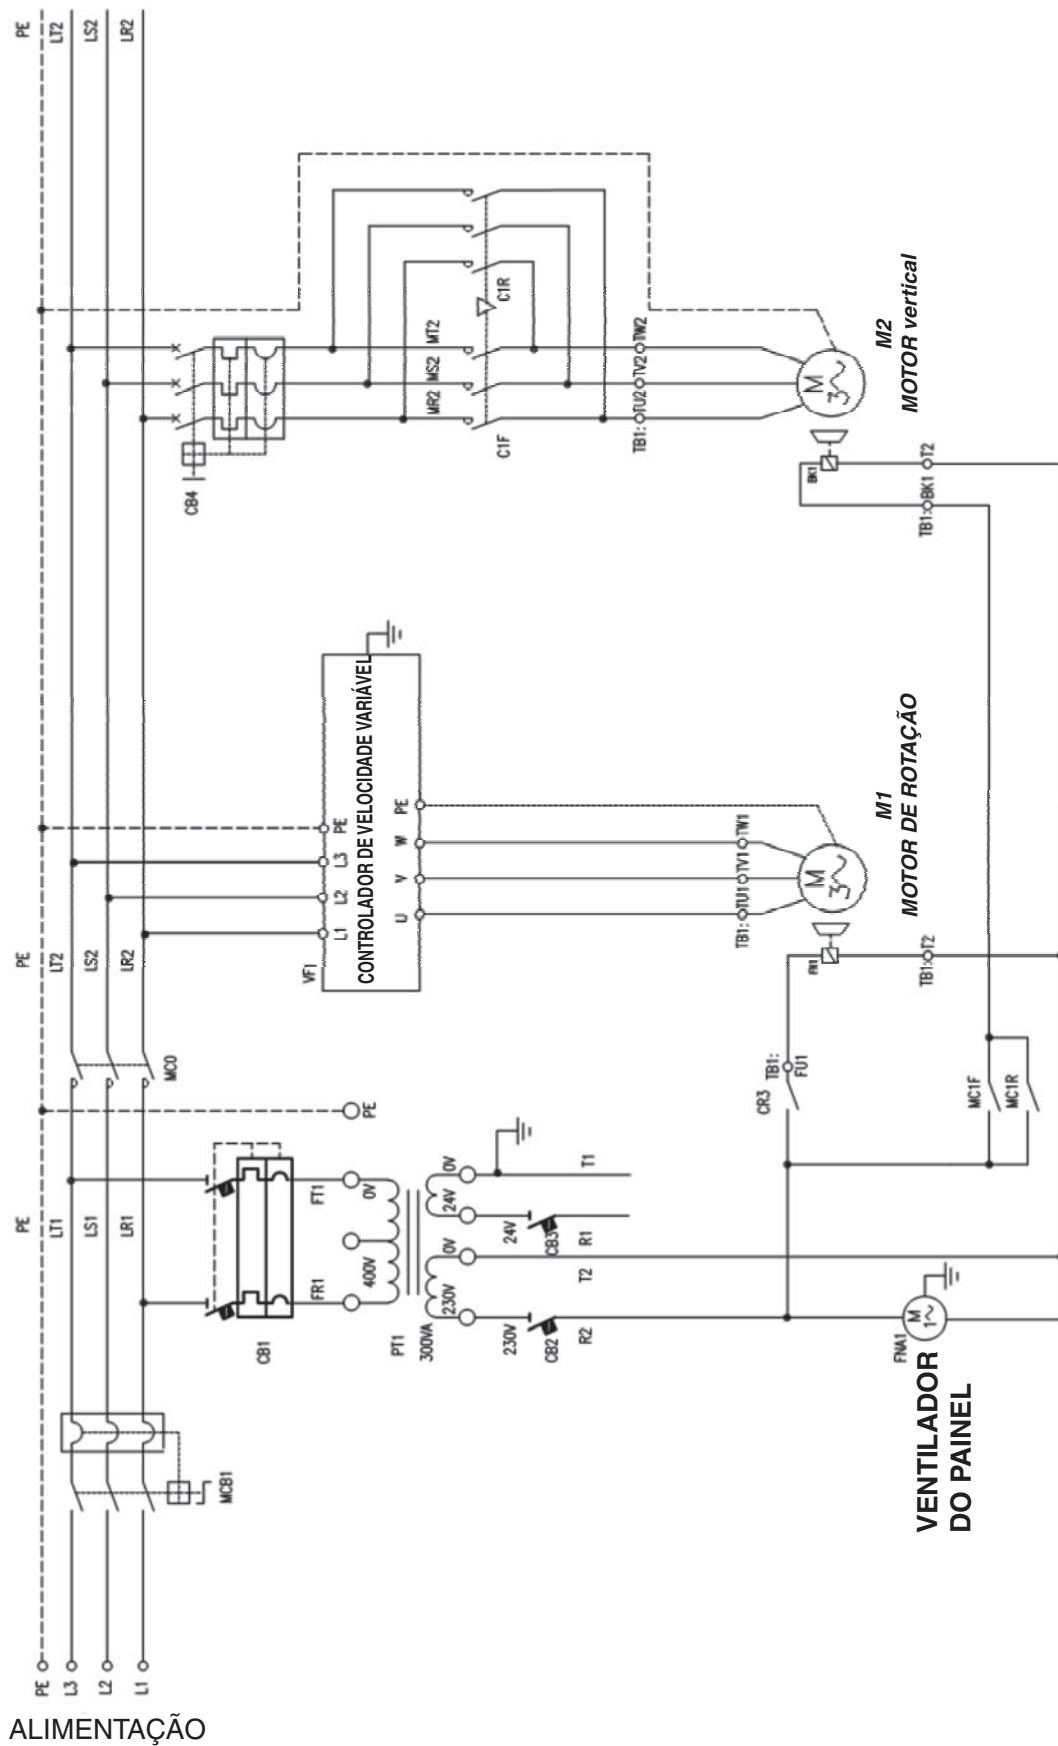 PE
LT2
LS2
LR2
MT2
MS2
MR2
C1R
C1F
CB4
TB1: TU2 TV2 TW2
M
3~
M2
MOTOR vertical
BK1
TB1: BK1 T2
CONTROLADOR DE VELOCIDADE VARIÁVEL
VF1
L1 L2 L3 PE
U V W PE
TB1: TU1 TV1 TW1
M
3~
M1
MOTOR DE ROTAÇÃO
FN1
TB1: T2
PE
LT2
LS2
LR2
MC0
PE
CR3
TB1:
FU1
MC1F
MC1R
PE
LT1
LS1
LR1
CB1
FR1
FT1
400V
0V
PT1
300VA
230V
0V
24V
0V
230V
24V
CB2
CB3
R2
T2
R1
T1
FNA1
M
1~
VENTILADOR
DO PAINEL
MCB1
PE
L3
L2
L1
ALIMENTAÇÃO